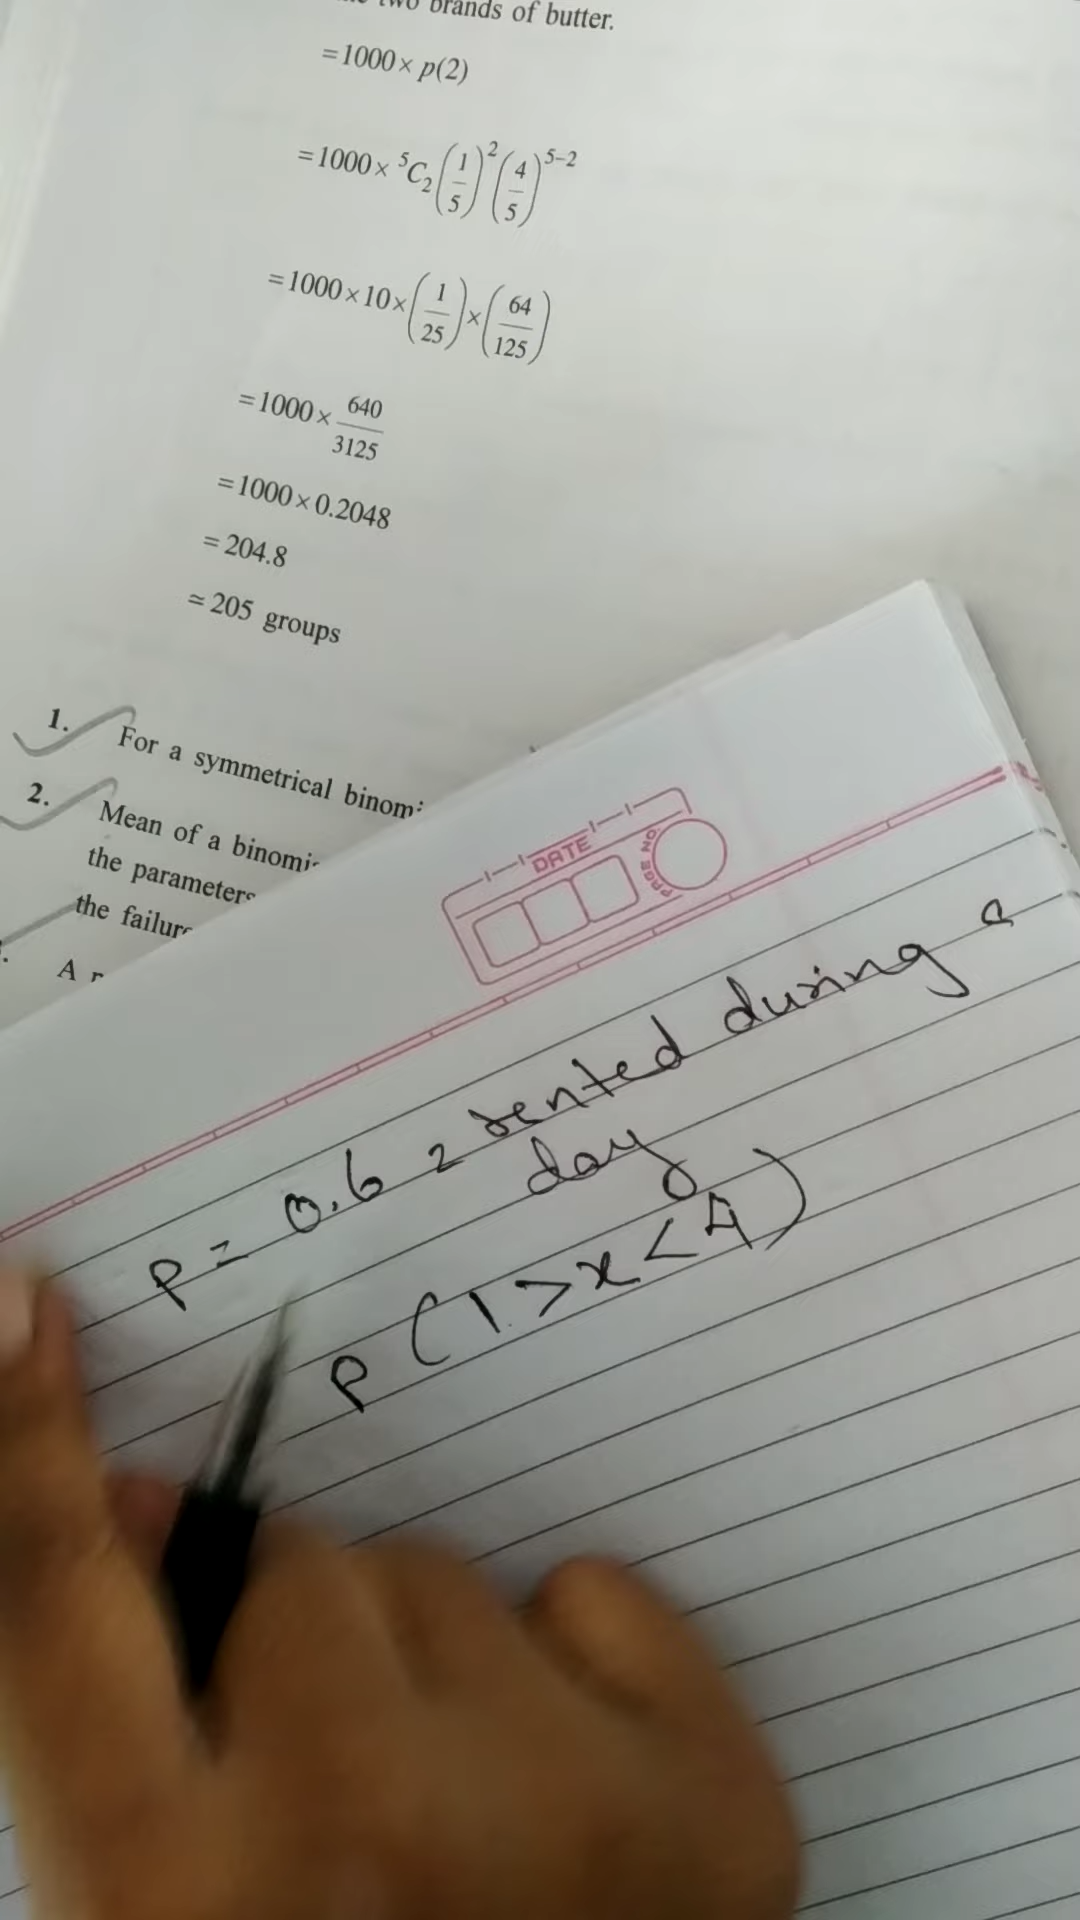 two brands of butter.
=1000× p(2)
=1000× ⁵C₂ (1/5)² (4/5)⁵⁻²
=1000×10×(1/25)×(64/125)
=1000× 640/3125
=1000×0.2048
=204.8
≃205 groups
1. For a symmetrical binom
2. Mean of a binomi
the parameters
the failure
A
DATE
PAGE NO.
P = 0.6 = rented during a
day
P (1 > x < 4)